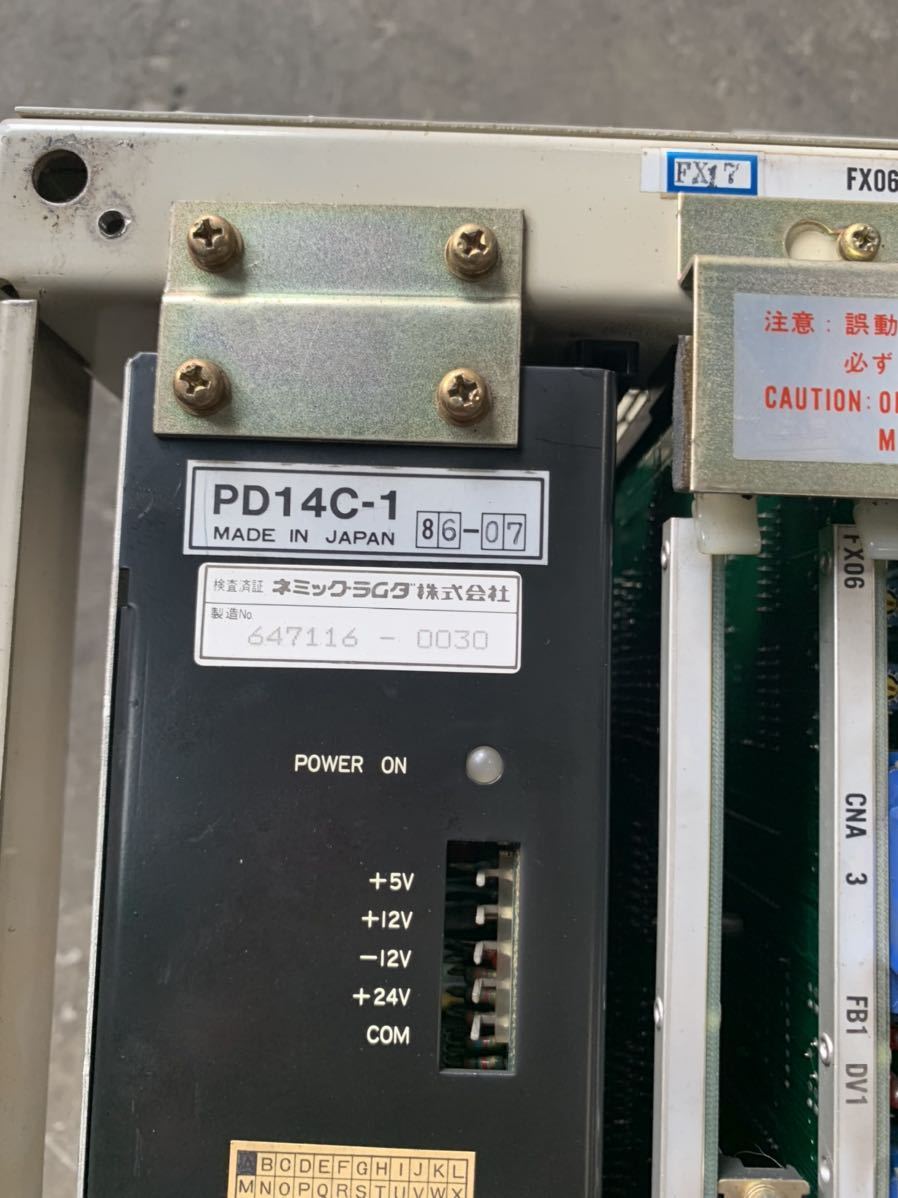 FX17
FX06
注意：誤動
必ず
CAUTION:
M
PD14C-1
MADE IN JAPAN 86-07
検査済証 ネミック・ラムダ株式会社
製造No.
647116 - 0030
POWER ON
+5V
+12V
-12V
+24V
COM
FX06
CNA 3
FB1 DV1
ABCDEFGHIJKL
MNOPQRSTUVWX